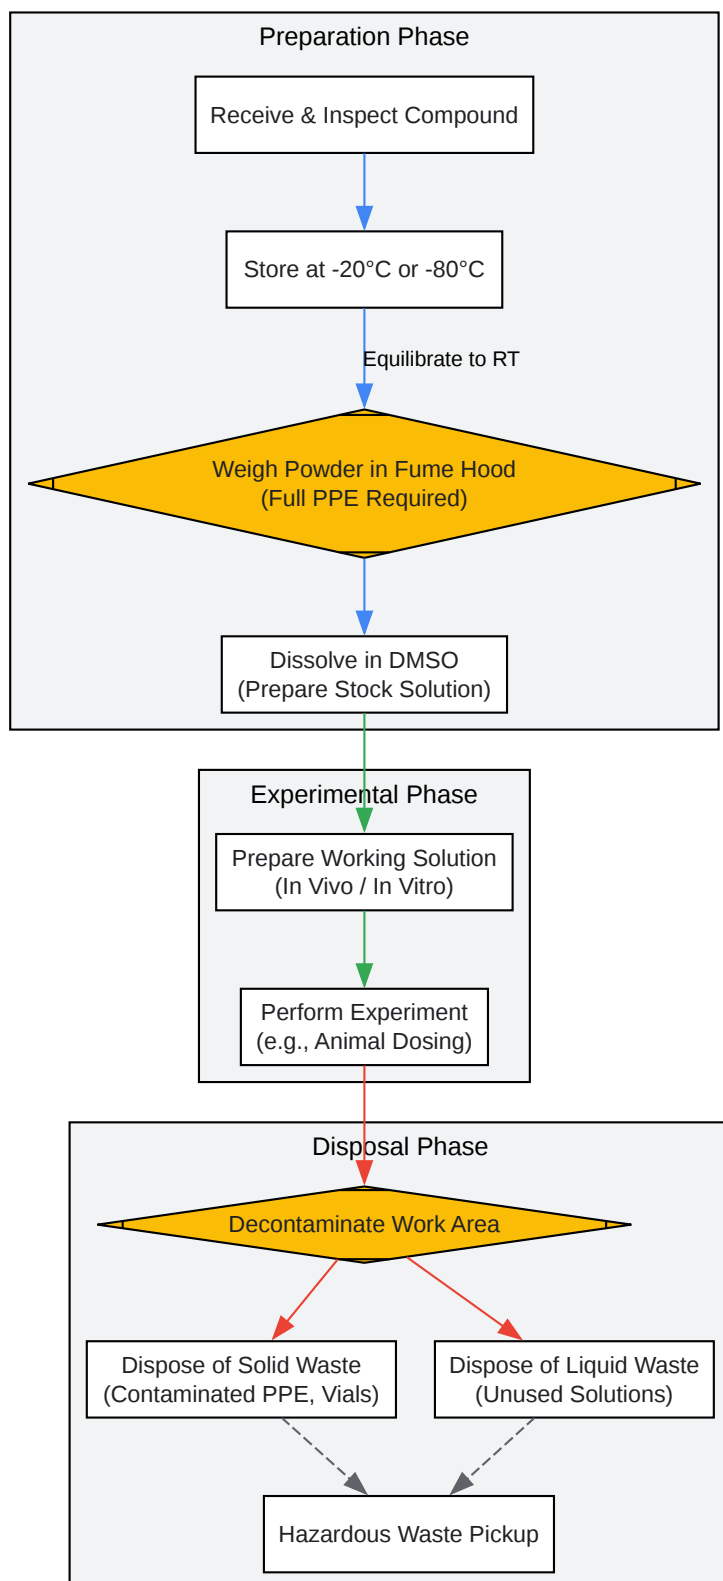 Preparation Phase
Receive & Inspect Compound
Store at -20°C or -80°C
Equilibrate to RT
Weigh Powder in Fume Hood
(Full PPE Required)
Dissolve in DMSO
(Prepare Stock Solution)
Experimental Phase
Prepare Working Solution
(In Vivo / In Vitro)
Perform Experiment
(e.g., Animal Dosing)
Disposal Phase
Decontaminate Work Area
Dispose of Solid Waste
(Contaminated PPE, Vials)
Dispose of Liquid Waste
(Unused Solutions)
Hazardous Waste Pickup